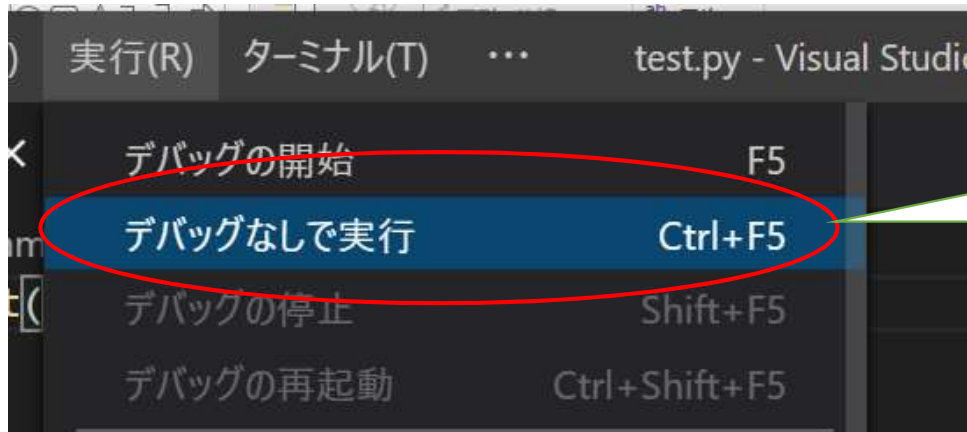 実行(R) ターミナル(T) ··· test.py - Visual Studio
デバッグの開始 F5
デバッグなしで実行 Ctrl+F5
デバッグの停止 Shift+F5
デバッグの再起動 Ctrl+Shift+F5